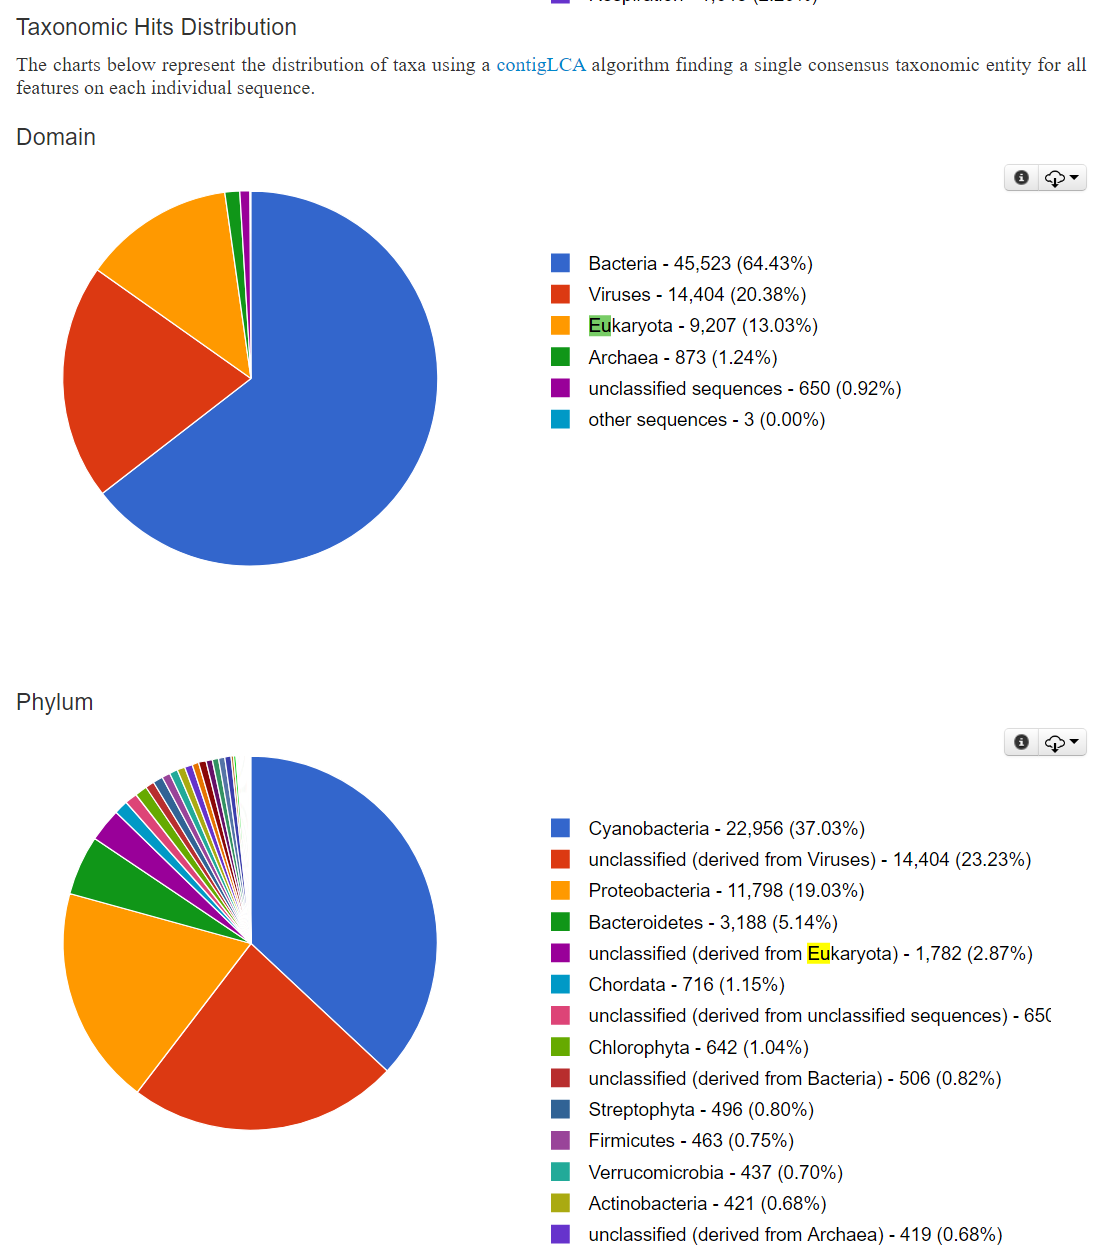 Taxonomic Hits Distribution
The charts below represent the distribution of taxa using a contigLCA algorithm finding a single consensus taxonomic entity for all
features on each individual sequence.
Domain
Bacteria - 45,523 (64.43%)
Viruses - 14,404 (20.38%)
Eukaryota - 9,207 (13.03%)
Archaea - 873 (1.24%)
unclassified sequences - 650 (0.92%)
other sequences - 3 (0.00%)
Phylum
Cyanobacteria - 22,956 (37.03%)
unclassified (derived from Viruses) - 14,404 (23.23%)
Proteobacteria - 11,798 (19.03%)
Bacteroidetes - 3,188 (5.14%)
unclassified (derived from Eukaryota) - 1,782 (2.87%)
Chordata - 716 (1.15%)
unclassified (derived from unclassified sequences) - 650
Chlorophyta - 642 (1.04%)
unclassified (derived from Bacteria) - 506 (0.82%)
Streptophyta - 496 (0.80%)
Firmicutes - 463 (0.75%)
Verrucomicrobia - 437 (0.70%)
Actinobacteria - 421 (0.68%)
unclassified (derived from Archaea) - 419 (0.68%)